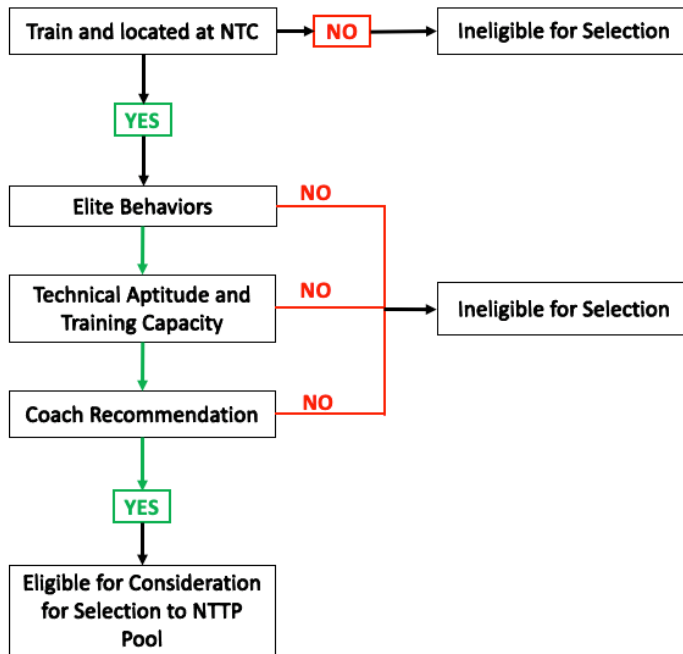 Train and located at NTC
NO
Ineligible for Selection
YES
Elite Behaviors
NO
Technical Aptitude and
Training Capacity
NO
Ineligible for Selection
Coach Recommendation
NO
YES
Eligible for Consideration
for Selection to NTTP
Pool